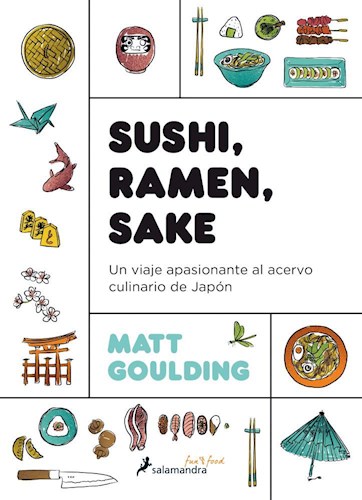 SUSHI,
RAMEN,
SAKE
Un viaje apasionante al acervo
culinario de Japón
MATT
GOULDING
fun & food
salamandra